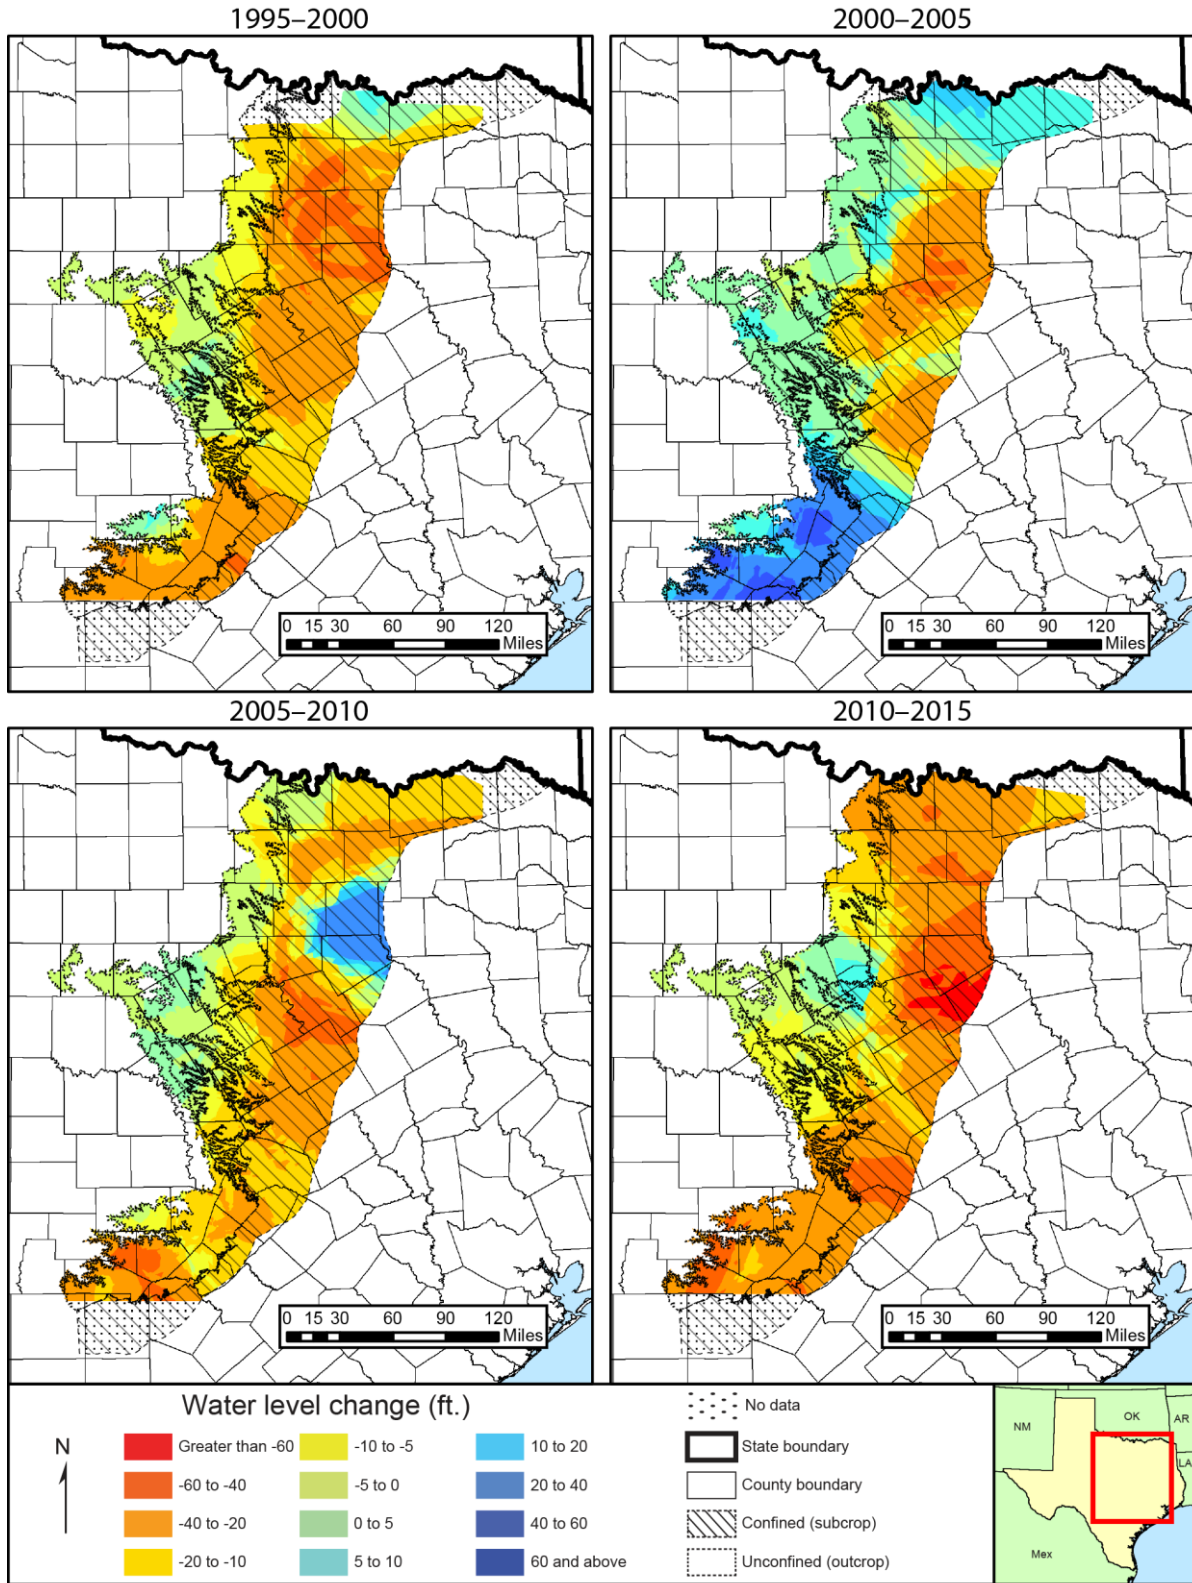 1995–2000
2000–2005
0 15 30 60 90 120
Miles
0 15 30 60 90 120
Miles
2005–2010
2010–2015
0 15 30 60 90 120
Miles
0 15 30 60 90 120
Miles
Water level change (ft.)
N
Greater than -60
-60 to -40
-40 to -20
-20 to -10
-10 to -5
-5 to 0
0 to 5
5 to 10
10 to 20
20 to 40
40 to 60
60 and above
No data
State boundary
County boundary
Confined (subcrop)
Unconfined (outcrop)
NM
OK
AR
LA
Mex